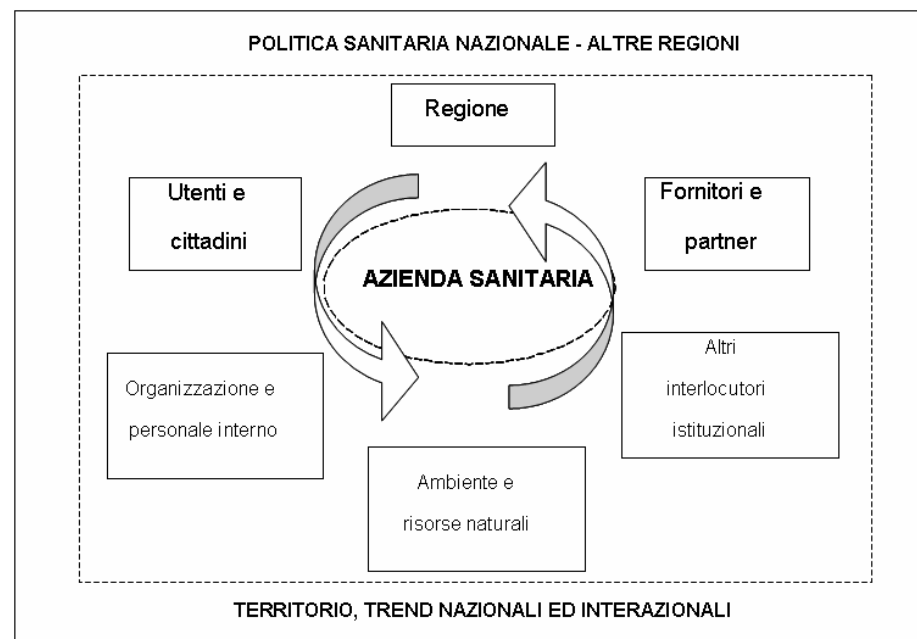 POLITICA SANITARIA NAZIONALE - ALTRE REGIONI
Regione
Utenti e
cittadini
Fornitori e
partner
AZIENDA SANITARIA
Organizzazione e
personale interno
Altri
interlocutori
istituzionali
Ambiente e
risorse naturali
TERRITORIO, TREND NAZIONALI ED INTERAZIONALI